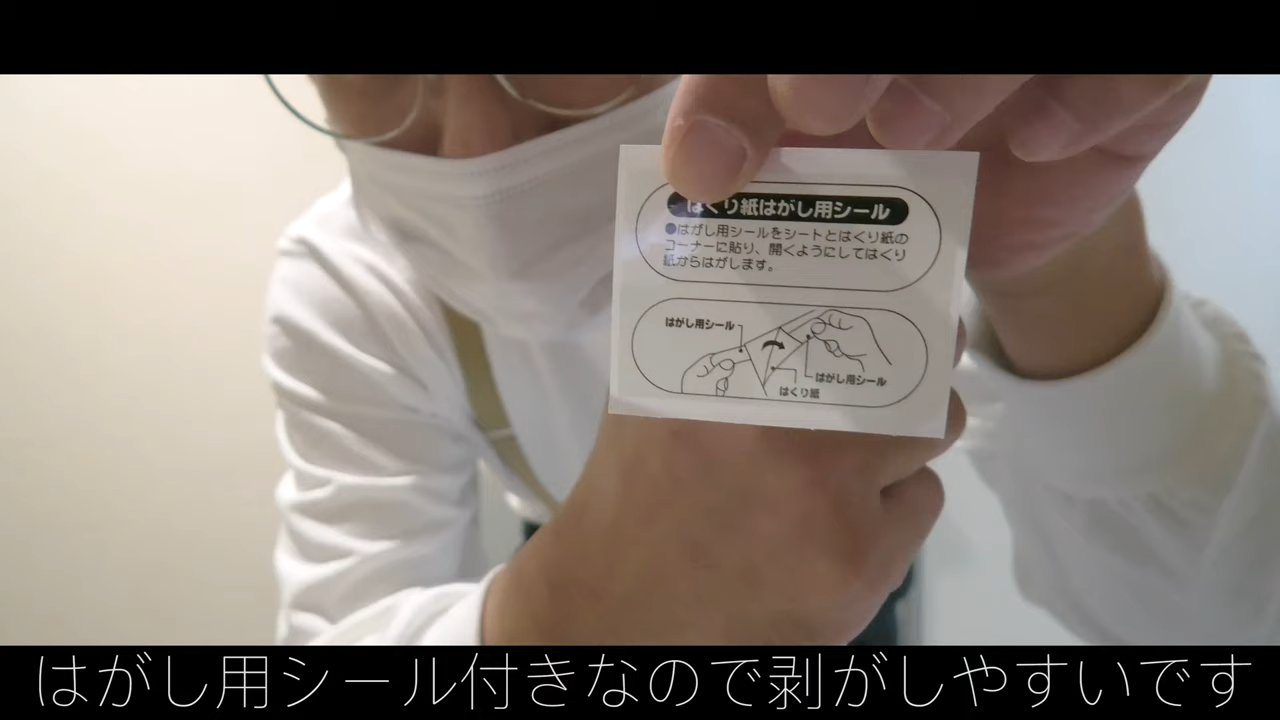 はくり紙はがし用シール
●はがし用シールをシートとはくり紙の
コーナーに貼り、開くようにしてはくり
紙からはがします。
はがし用シール
はがし用シール
はくり紙
はがし用シール付きなので剥がしやすいです